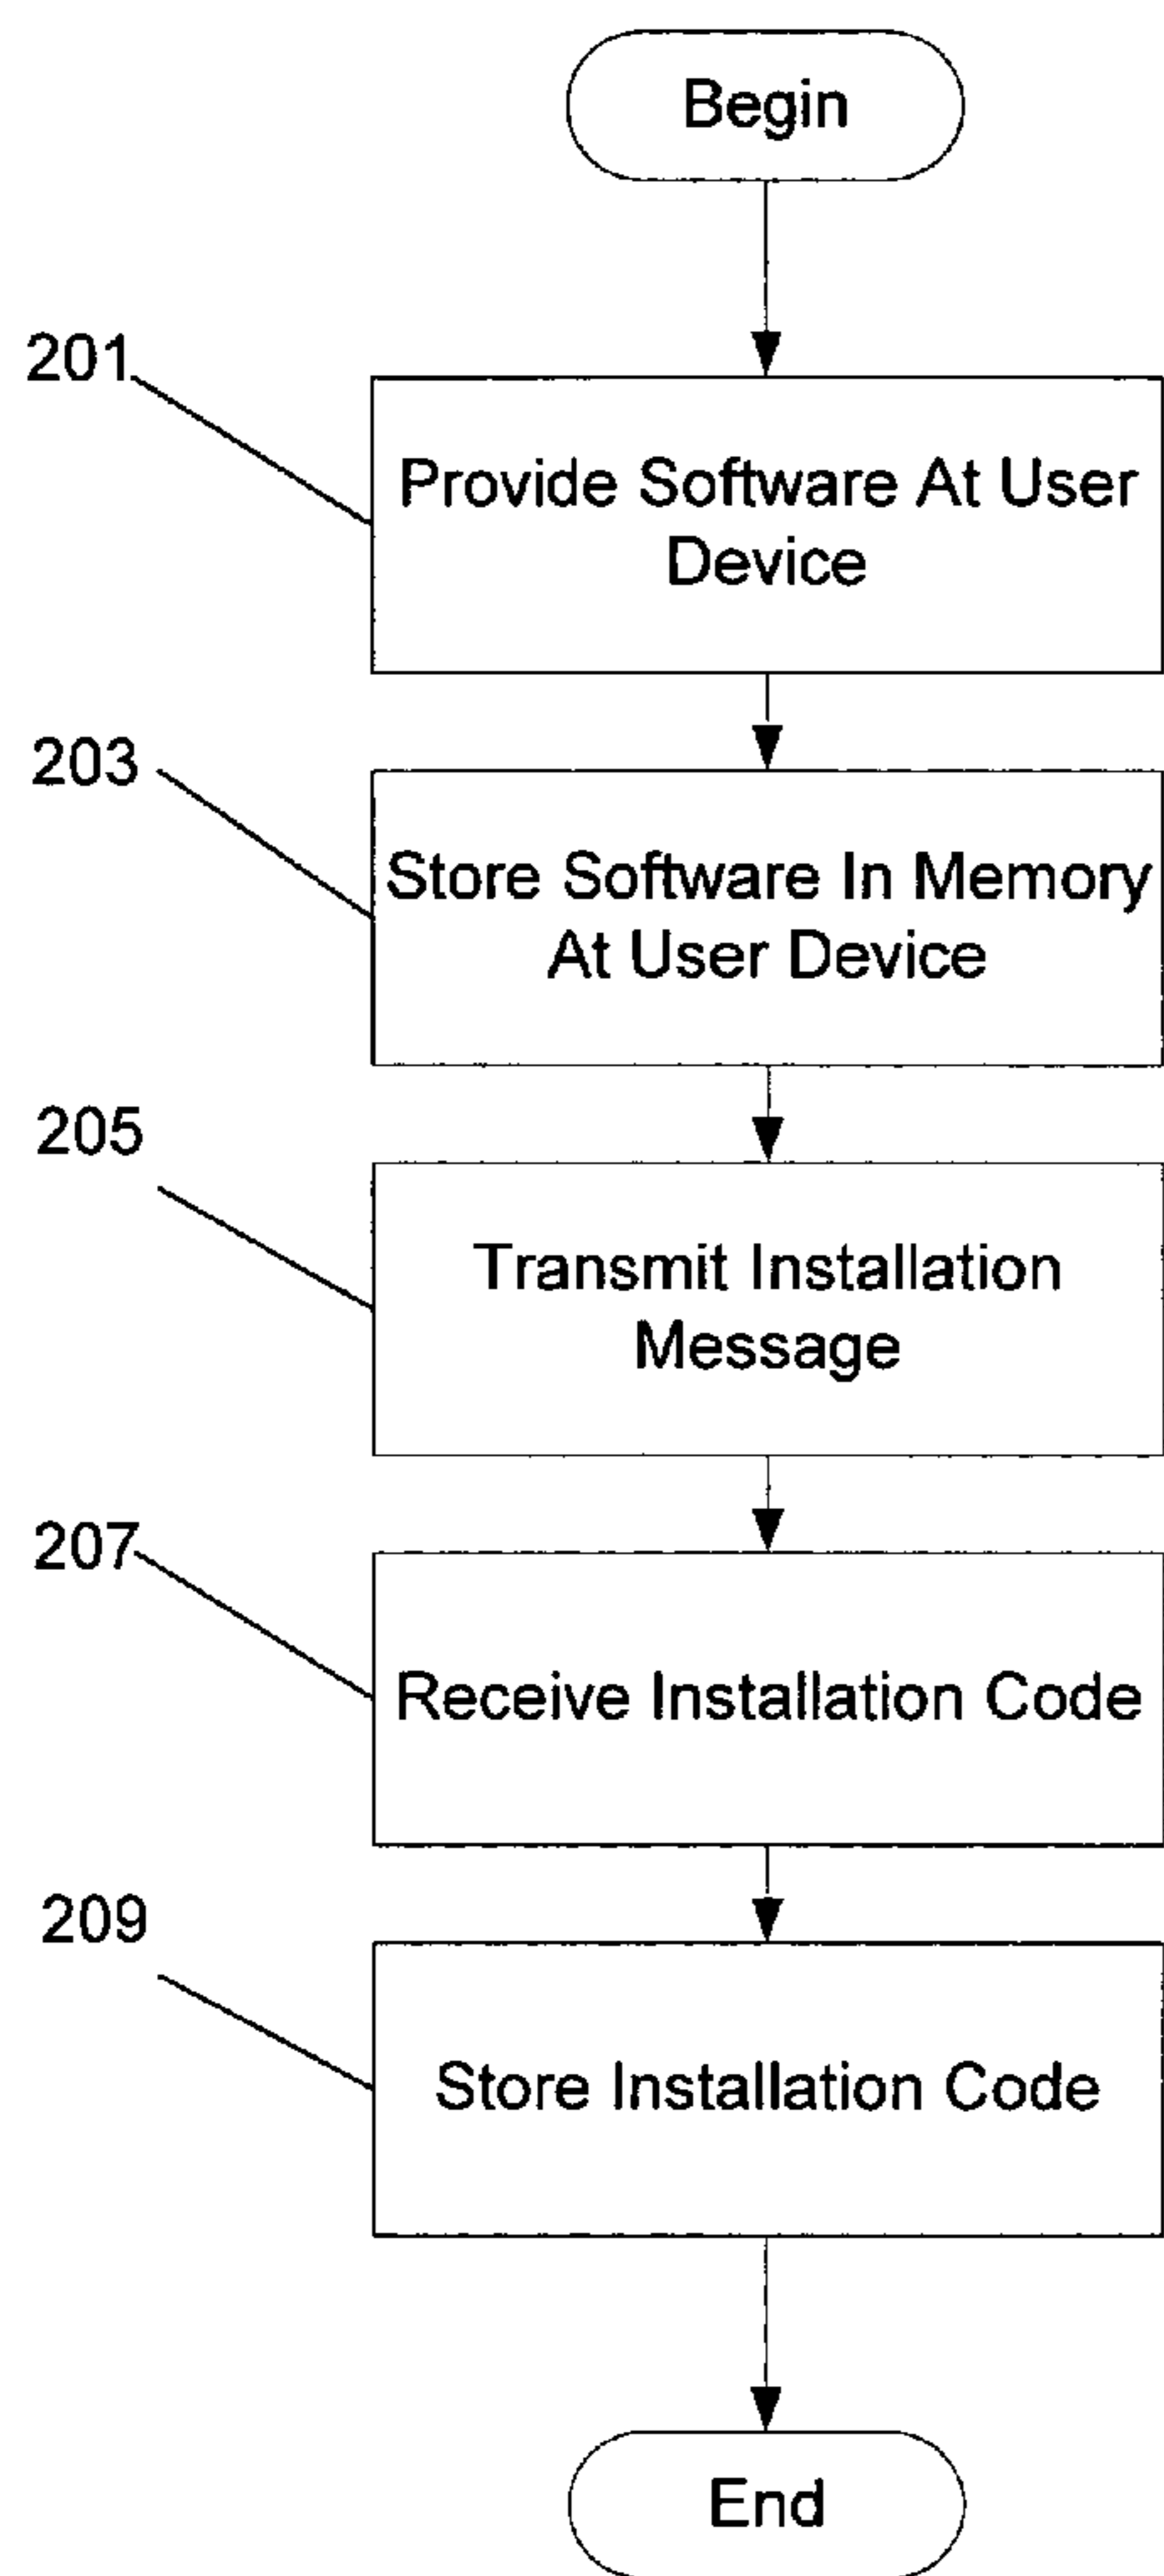 Begin
201
Provide Software At User
Device
203
Store Software In Memory
At User Device
205
Transmit Installation
Message
207
Receive Installation Code
209
Store Installation Code
End